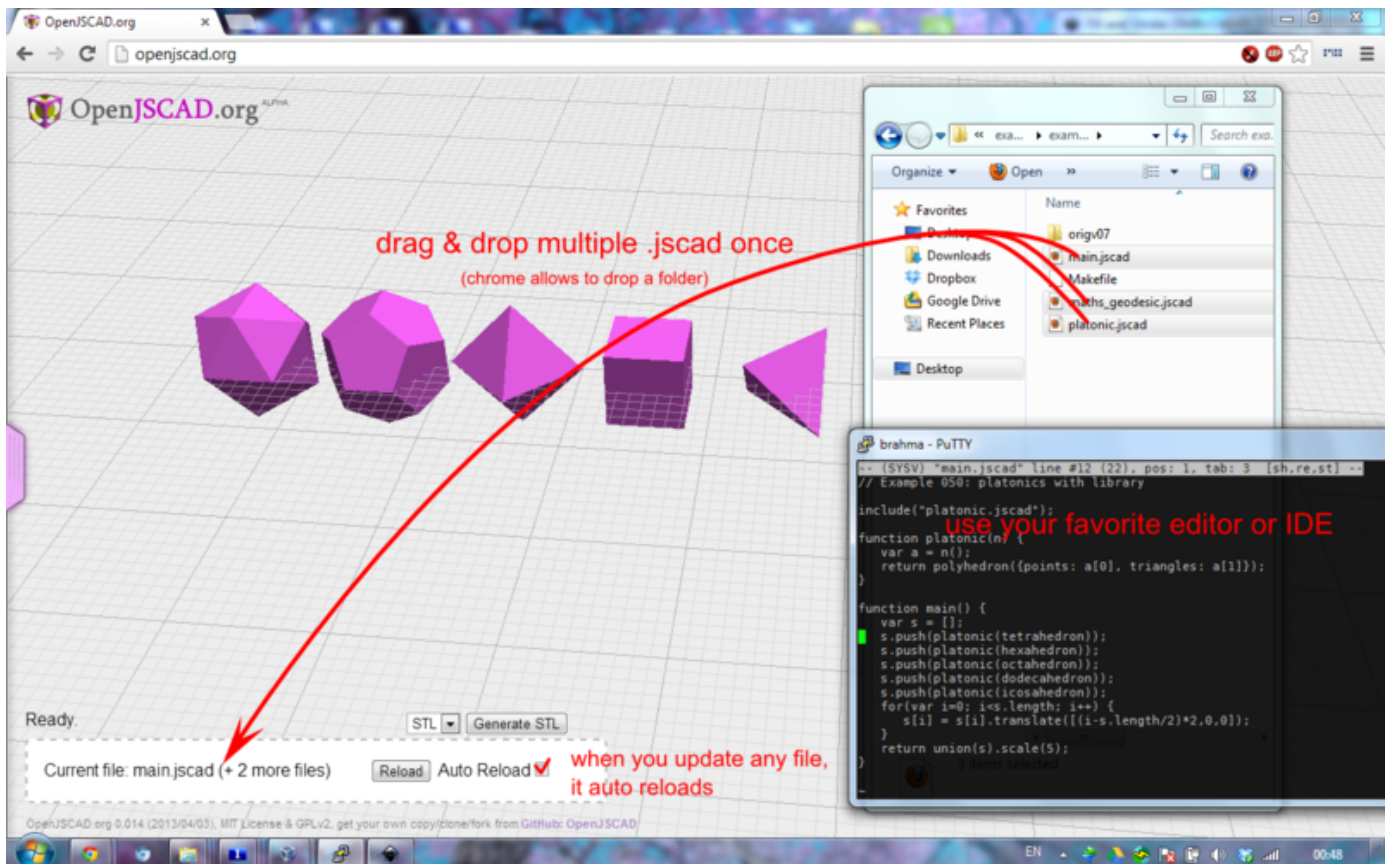 OpenJSCAD.org
openjscad.org
OpenJSCAD.org ALPHA
exa... exam...
Search exa.
Organize Open »
Name
Favorites
Desktop
Downloads
Dropbox
Google Drive
Recent Places
Desktop
origv07
main.jscad
Makefile
maths_geodesic.jscad
platonic.jscad
drag & drop multiple .jscad once
(chrome allows to drop a folder)
brahma - PuTTY
-- (SYSV) "main.jscad" line #12 (22), pos: 1, tab: 3 [sh,re,st] --
// Example 050: platonics with library
include("platonic.jscad");
use your favorite editor or IDE
function platonic(n) {
var a = n();
return polyhedron({points: a[0], triangles: a[1]});
}
function main() {
var s = [];
s.push(platonic(tetrahedron));
s.push(platonic(hexahedron));
s.push(platonic(octahedron));
s.push(platonic(dodecahedron));
s.push(platonic(icosahedron));
for(var i=0; i<s.length; i++) {
s[i] = s[i].translate([(i-s.length/2)*2,0,0]);
}
return union(s).scale(5);
}
~
3 items selected
Ready.
STL Generate STL
Current file: main.jscad (+ 2 more files) Reload Auto Reload
when you update any file,
it auto reloads
OpenJSCAD.org 0.014 (2013/04/03), MIT License & GPLv2, get your own copy/clone/fork from GitHub: OpenJSCAD
EN 00:48